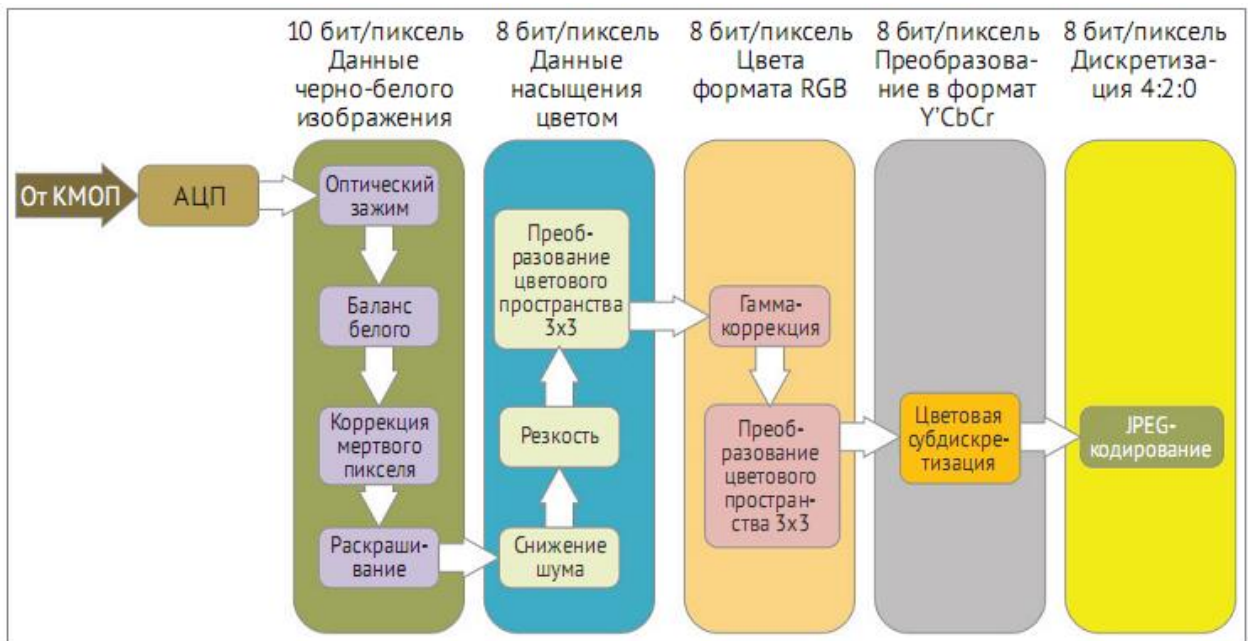 10 бит/пиксель
Данные
черно-белого
изображения
8 бит/пиксель
Данные
насыщения
цветом
8 бит/пиксель
Цвета
формата RGB
8 бит/пиксель
Преобразова-
ние в формат
Y'CbCr
8 бит/пиксель
Дискретиза-
ция 4:2:0
От КМОП
АЦП
Оптический
зажим
Баланс
белого
Коррекция
мертвого
пикселя
Раскраши-
вание
Снижение
шума
Резкость
Преоб-
разование
цветового
пространства
3x3
Гамма-
коррекция
Преоб-
разование
цветового
простран-
ства 3x3
Цветовая
субдискре-
тизация
JPEG-
кодирование